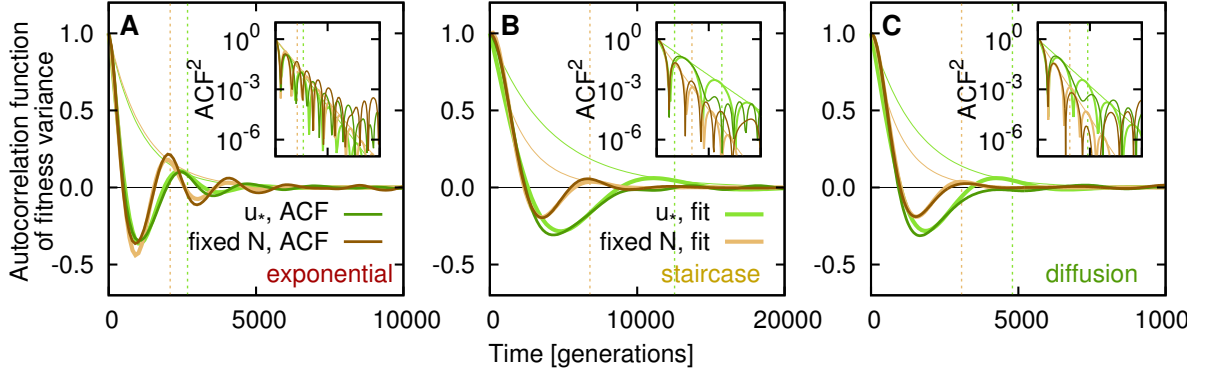 Autocorrelation function
of fitness variance
1.0
0.5
0.0
-0.5
0
5000
10000
A
ACF²
10⁰
10⁻³
10⁻⁶
u*, ACF
fixed N, ACF
exponential
1.0
0.5
0.0
-0.5
0
10000
20000
B
ACF²
10⁰
10⁻³
10⁻⁶
u*, fit
fixed N, fit
staircase
1.0
0.5
0.0
-0.5
0
5000
1000
C
ACF²
10⁰
10⁻³
10⁻⁶
diffusion
Time [generations]